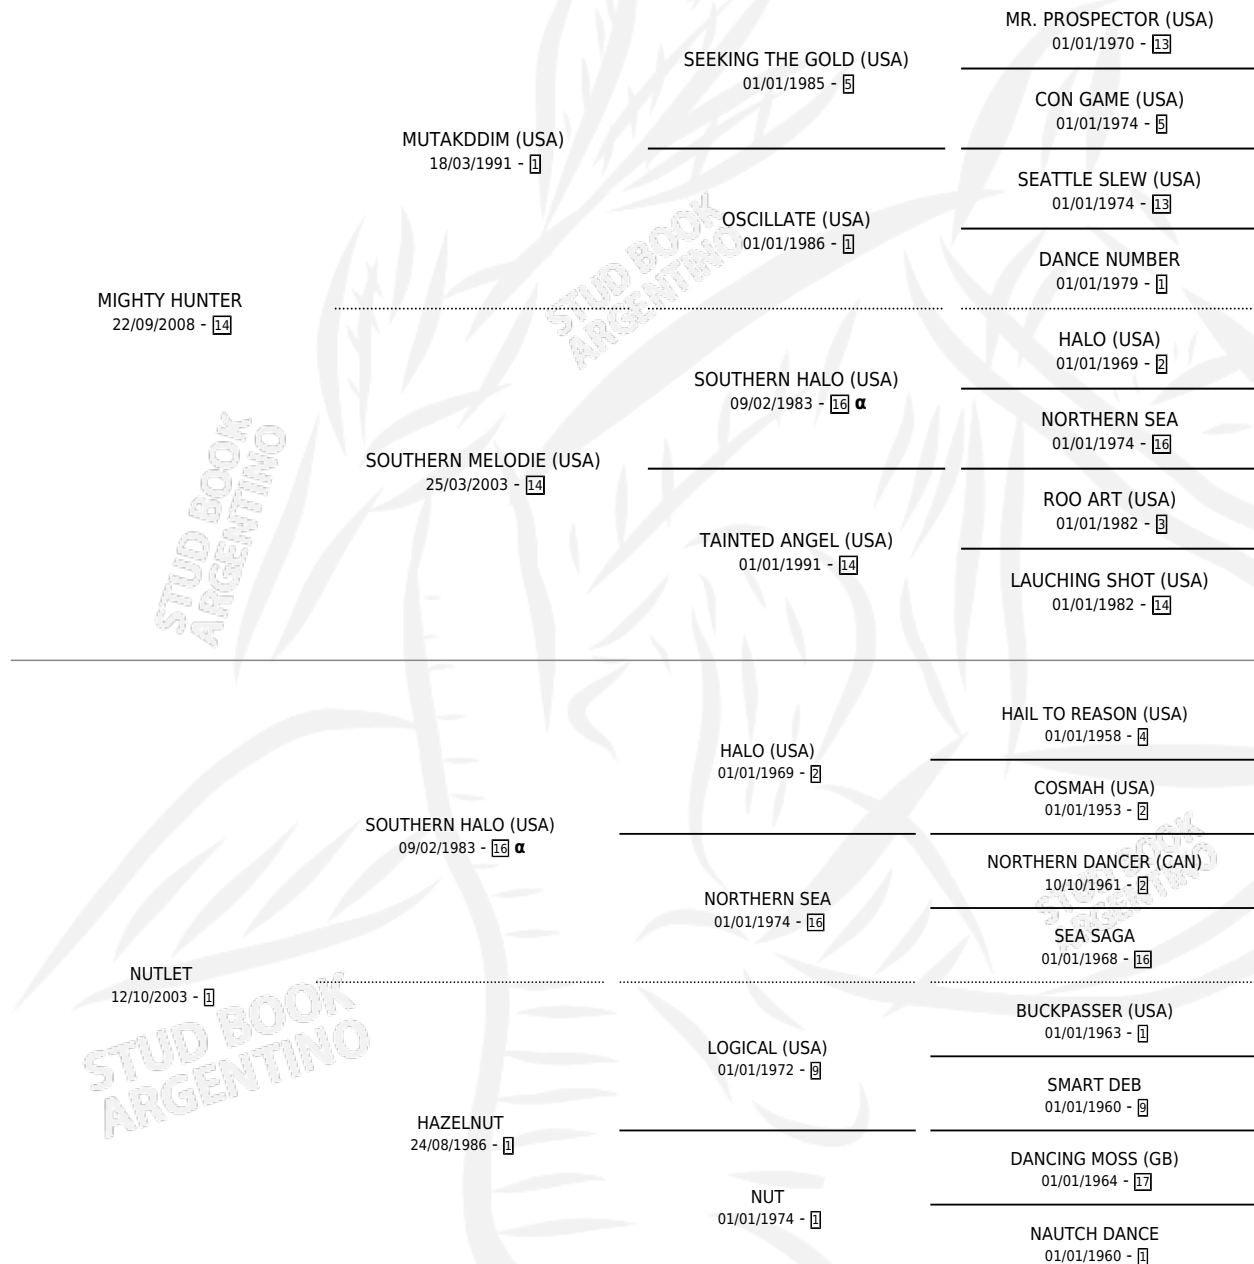 MR. PROSPECTOR (USA)
01/01/1970 - 13
SEEKING THE GOLD (USA)
01/01/1985 - 5
CON GAME (USA)
01/01/1974 - 5
MUTAKDDIM (USA)
18/03/1991 - 1
SEATTLE SLEW (USA)
01/01/1974 - 13
OSCILLATE (USA)
01/01/1986 - 1
DANCE NUMBER
01/01/1979 - 1
MIGHTY HUNTER
22/09/2008 - 14
HALO (USA)
01/01/1969 - 2
SOUTHERN HALO (USA)
09/02/1983 - 16 α
NORTHERN SEA
01/01/1974 - 16
SOUTHERN MELODIE (USA)
25/03/2003 - 14
ROO ART (USA)
01/01/1982 - 3
TAINTED ANGEL (USA)
01/01/1991 - 14
LAUCHING SHOT (USA)
01/01/1982 - 14
HAIL TO REASON (USA)
01/01/1958 - 4
HALO (USA)
01/01/1969 - 2
COSMAH (USA)
01/01/1953 - 2
SOUTHERN HALO (USA)
09/02/1983 - 16 α
NORTHERN DANCER (CAN)
10/10/1961 - 2
NORTHERN SEA
01/01/1974 - 16
SEA SAGA
01/01/1968 - 16
NUTLET
12/10/2003 - 1
BUCKPASSER (USA)
01/01/1963 - 1
LOGICAL (USA)
01/01/1972 - 9
SMART DEB
01/01/1960 - 9
HAZELNUT
24/08/1986 - 1
DANCING MOSS (GB)
01/01/1964 - 17
NUT
01/01/1974 - 1
NAUTCH DANCE
01/01/1960 - 1
STUD BOOK
ARGENTINO
STUD BOOK
ARGENTINO
STUD BOOK
ARGENTINO
STUD BOOK
ARGENTINO